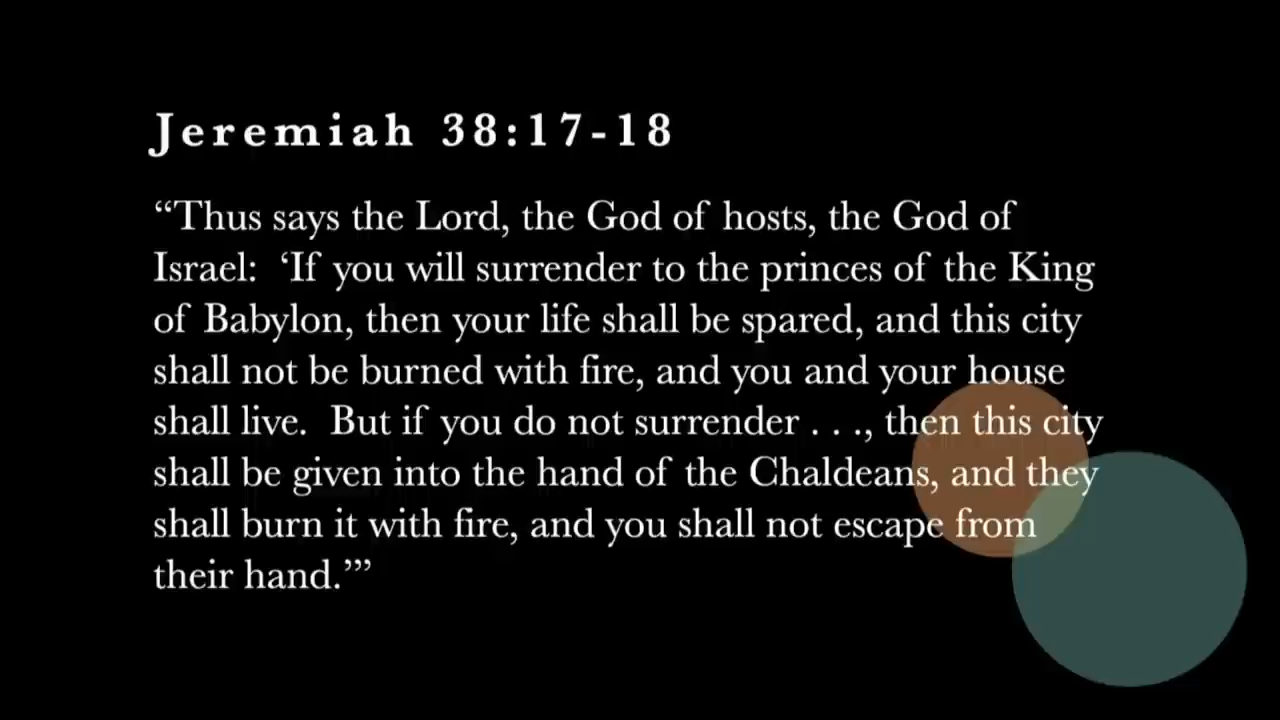 Jeremiah 38:17-18
“Thus says the Lord, the God of hosts, the God of
Israel:  ‘If you will surrender to the princes of the King
of Babylon, then your life shall be spared, and this city
shall not be burned with fire, and you and your house
shall live.  But if you do not surrender . . ., then this city
shall be given into the hand of the Chaldeans, and they
shall burn it with fire, and you shall not escape from
their hand.’”